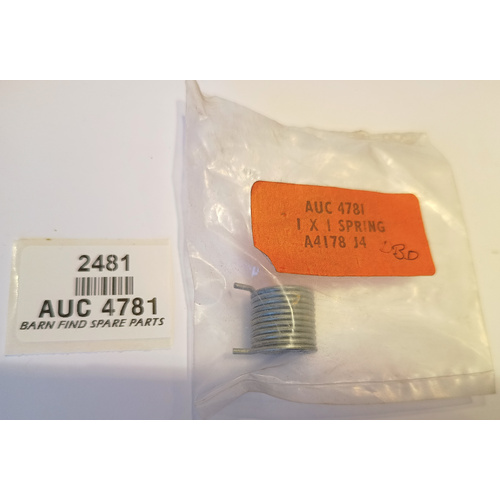 AUC 4781
1 X 1 SPRING
A4178 J4
2481
AUC 4781
BARN FIND SPARE PARTS